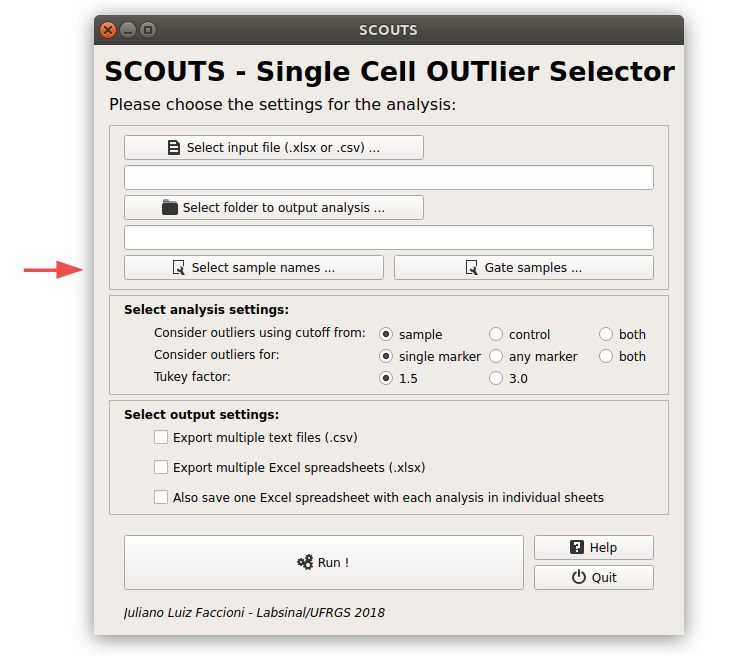 SCOUTS
SCOUTS - Single Cell OUTlier Selector
Please choose the settings for the analysis:
Select input file (.xlsx or .csv) ...
Select folder to output analysis ...
Select sample names ... Gate samples ...
Select analysis settings:
Consider outliers using cutoff from: sample control both
Consider outliers for: single marker any marker both
Tukey factor: 1.5 3.0
Select output settings:
Export multiple text files (.csv)
Export multiple Excel spreadsheets (.xlsx)
Also save one Excel spreadsheet with each analysis in individual sheets
Run !
Help
Quit
Juliano Luiz Faccioni - Labsinal/UFRGS 2018